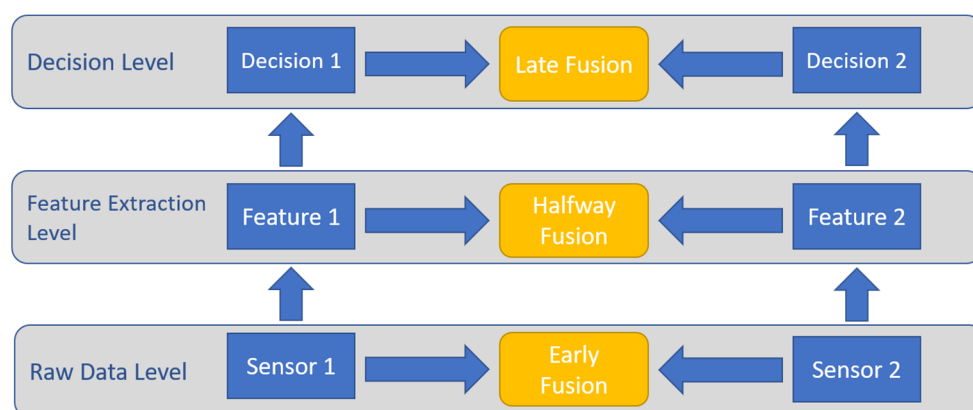 Decision Level
Decision 1
Late Fusion
Decision 2
Feature Extraction
Level
Feature 1
Halfway
Fusion
Feature 2
Raw Data Level
Sensor 1
Early
Fusion
Sensor 2